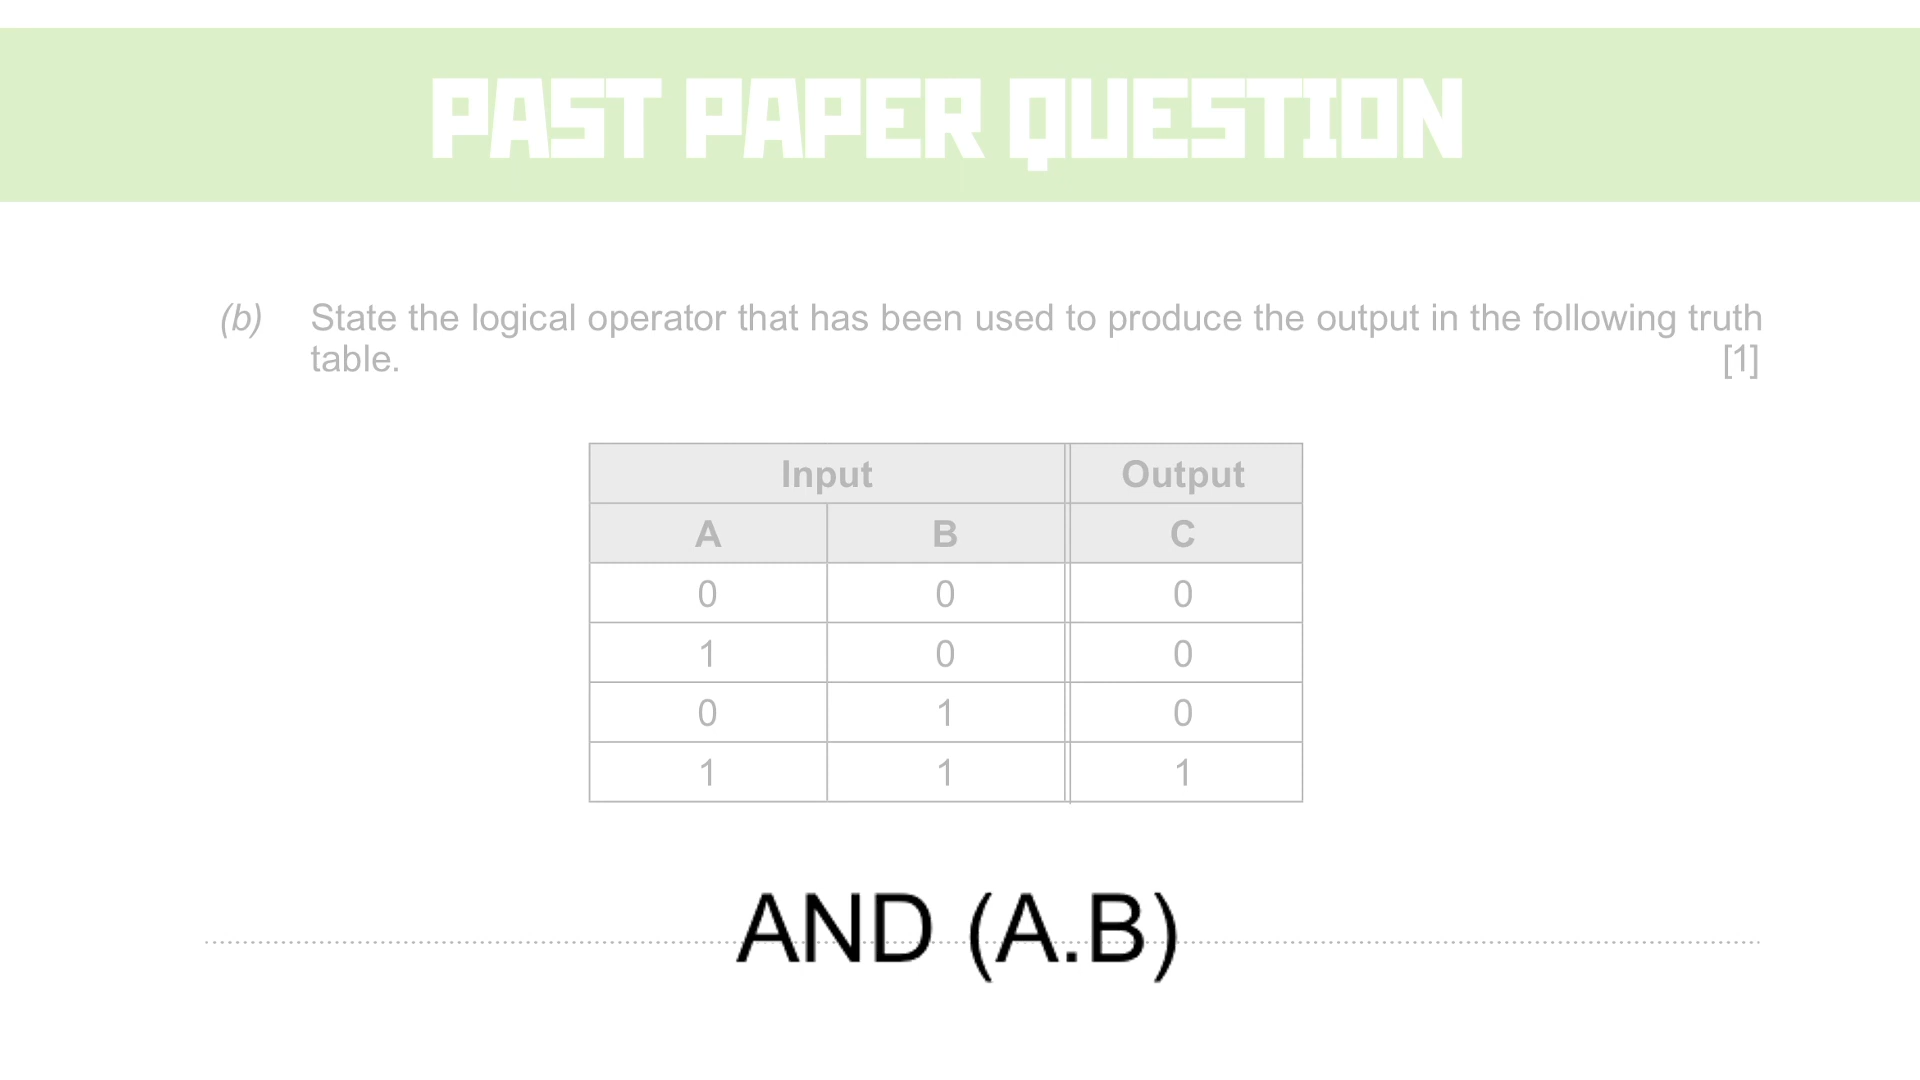 PAST PAPER QUESTION
(b) State the logical operator that has been used to produce the output in the following truth
table. [1]
Input Output
A B C
0 0 0
1 0 0
0 1 0
1 1 1
AND (A.B)